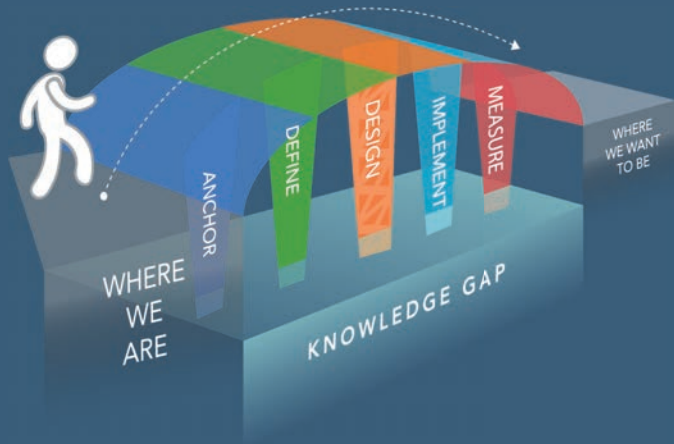 ANCHOR
DEFINE
DESIGN
IMPLEMENT
MEASURE
WHERE
WE WANT
TO BE
WHERE
WE
ARE
KNOWLEDGE GAP